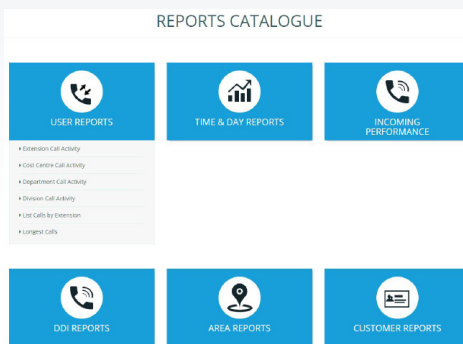 REPORTS CATALOGUE
USER REPORTS
TIME & DAY REPORTS
INCOMING
PERFORMANCE
Extension Call Activity
Cost Centre Call Activity
Department Call Activity
Division Call Activity
List Calls by Extension
Longest Calls
DDI REPORTS
AREA REPORTS
CUSTOMER REPORTS